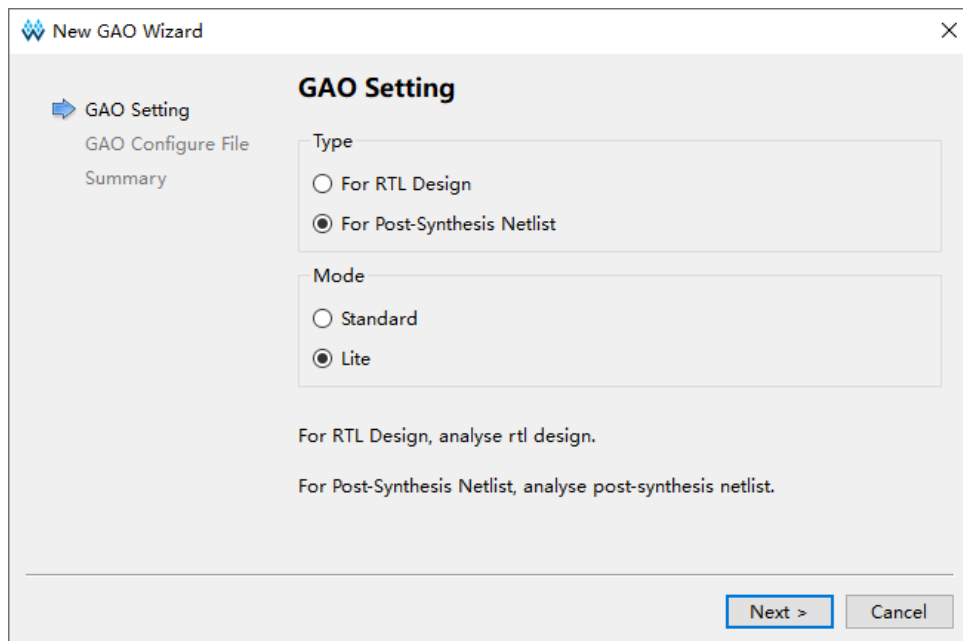 New GAO Wizard
GAO Setting
GAO Configure File
Summary
GAO Setting
Type
For RTL Design
For Post-Synthesis Netlist
Mode
Standard
Lite
For RTL Design, analyse rtl design.
For Post-Synthesis Netlist, analyse post-synthesis netlist.
Next >
Cancel